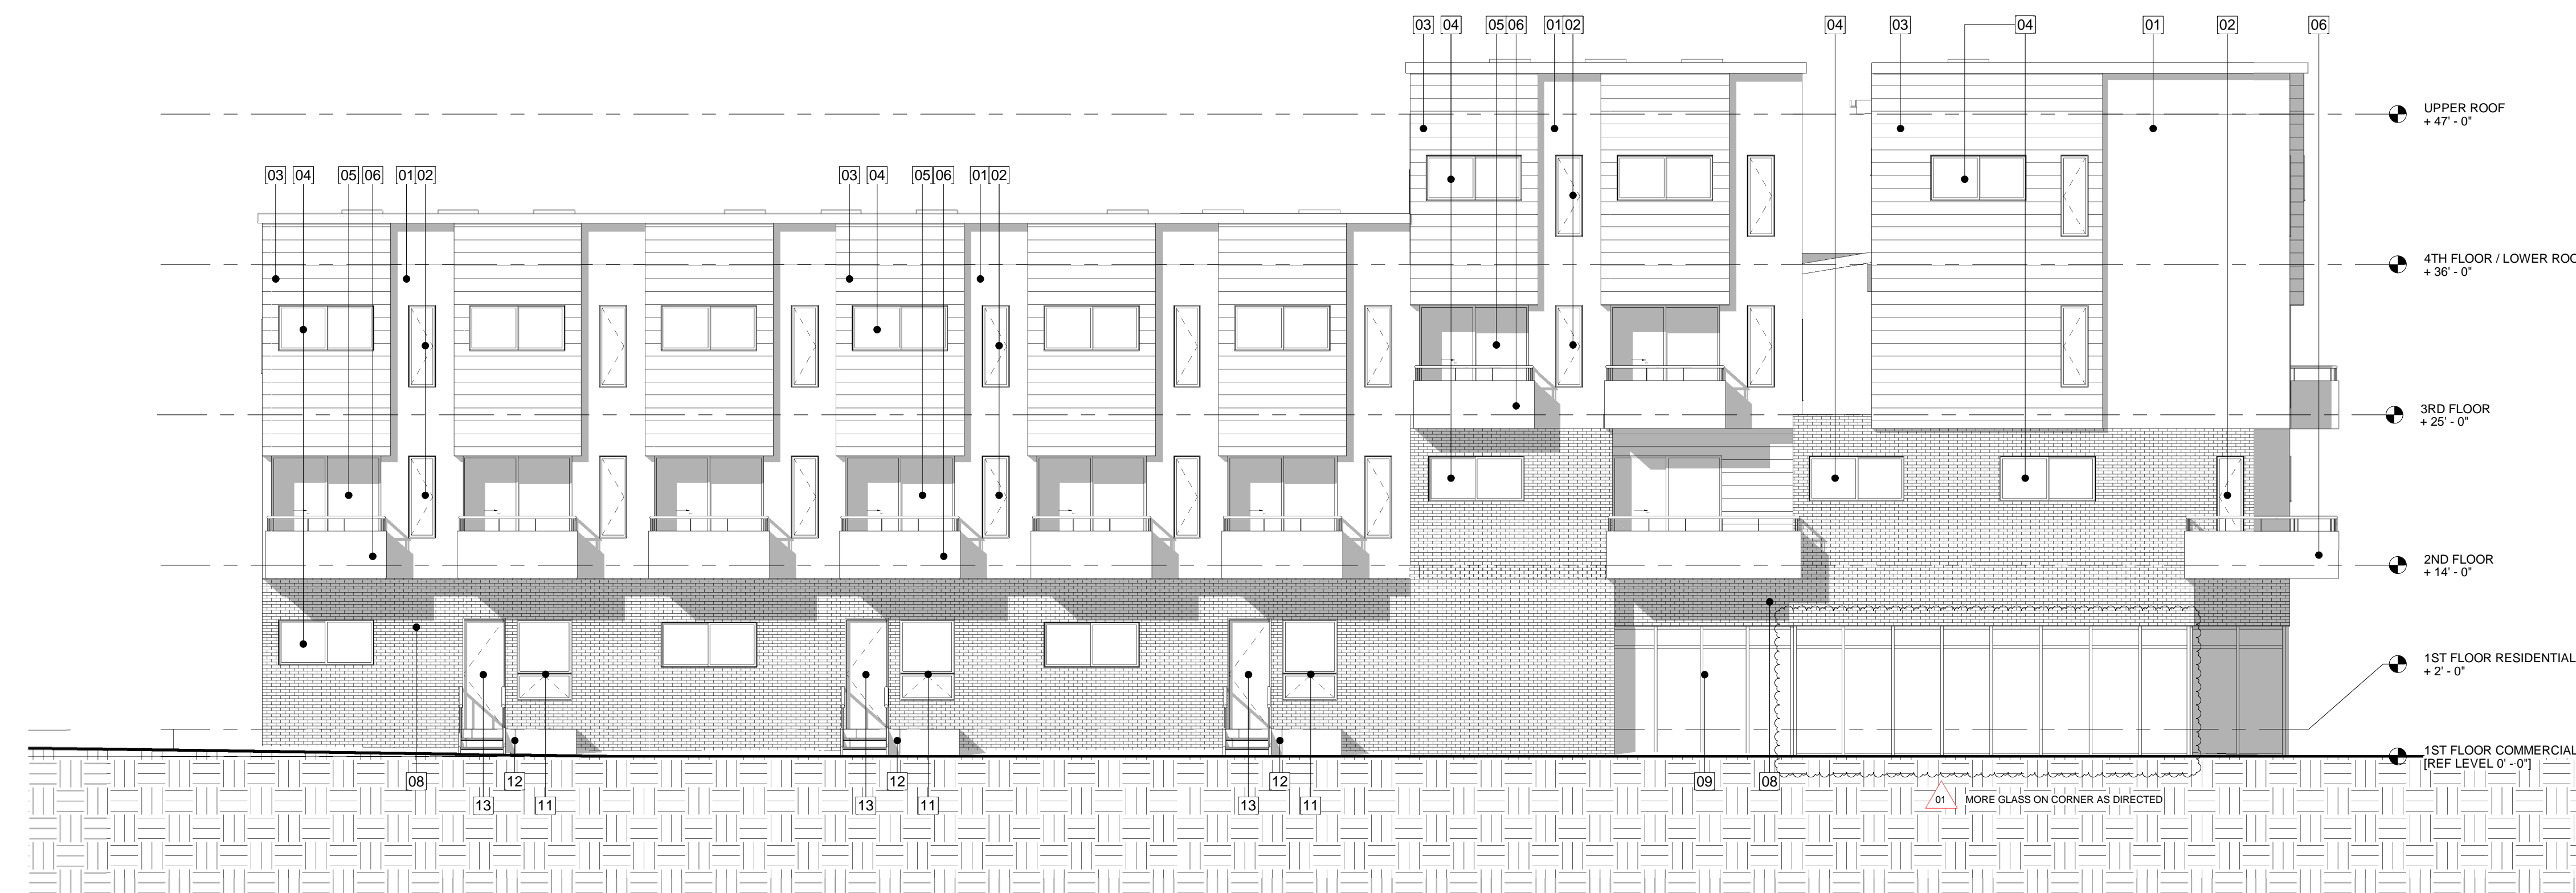 03 04 05 06 01 02 04 03 04 01 02 06
UPPER ROOF
+ 47' - 0"
03 04 05 06 01 02 03 04 05 06 01 02
4TH FLOOR / LOWER ROO
+ 36' - 0"
3RD FLOOR
+ 25' - 0"
2ND FLOOR
+ 14' - 0"
1ST FLOOR RESIDENTIAL
+ 2' - 0"
1ST FLOOR COMMERCIAL
[REF LEVEL 0' - 0"]
08 12 12 12 09 08
13 11 13 11 13 11
01 MORE GLASS ON CORNER AS DIRECTED